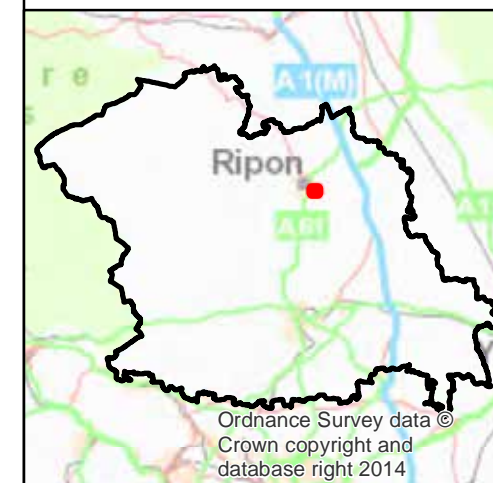 r e
A1(M)
Ripon
A61
A1
Ordnance Survey data ©
Crown copyright and
database right 2014